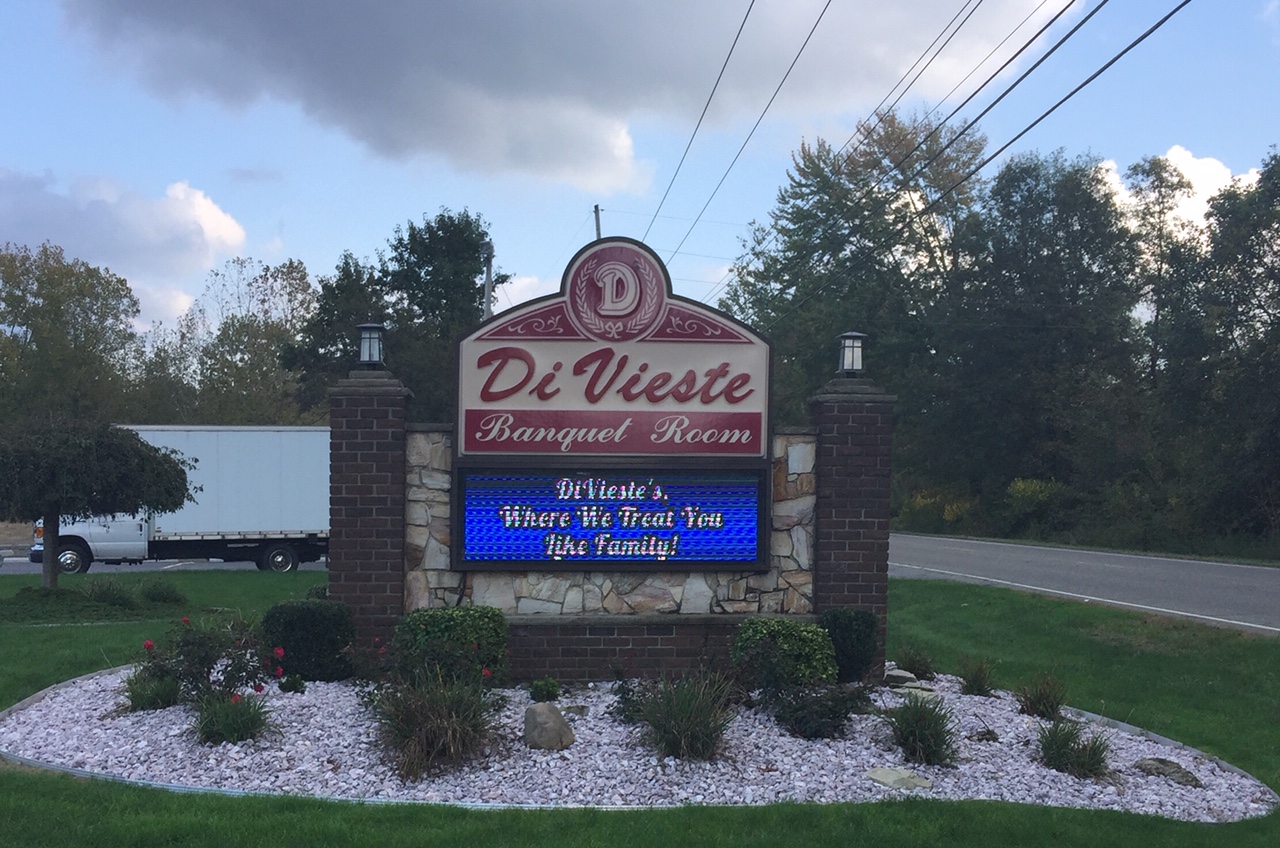 D
Di Vieste
Banquet Room
DiVieste's,
Where We Treat You
Like Family!